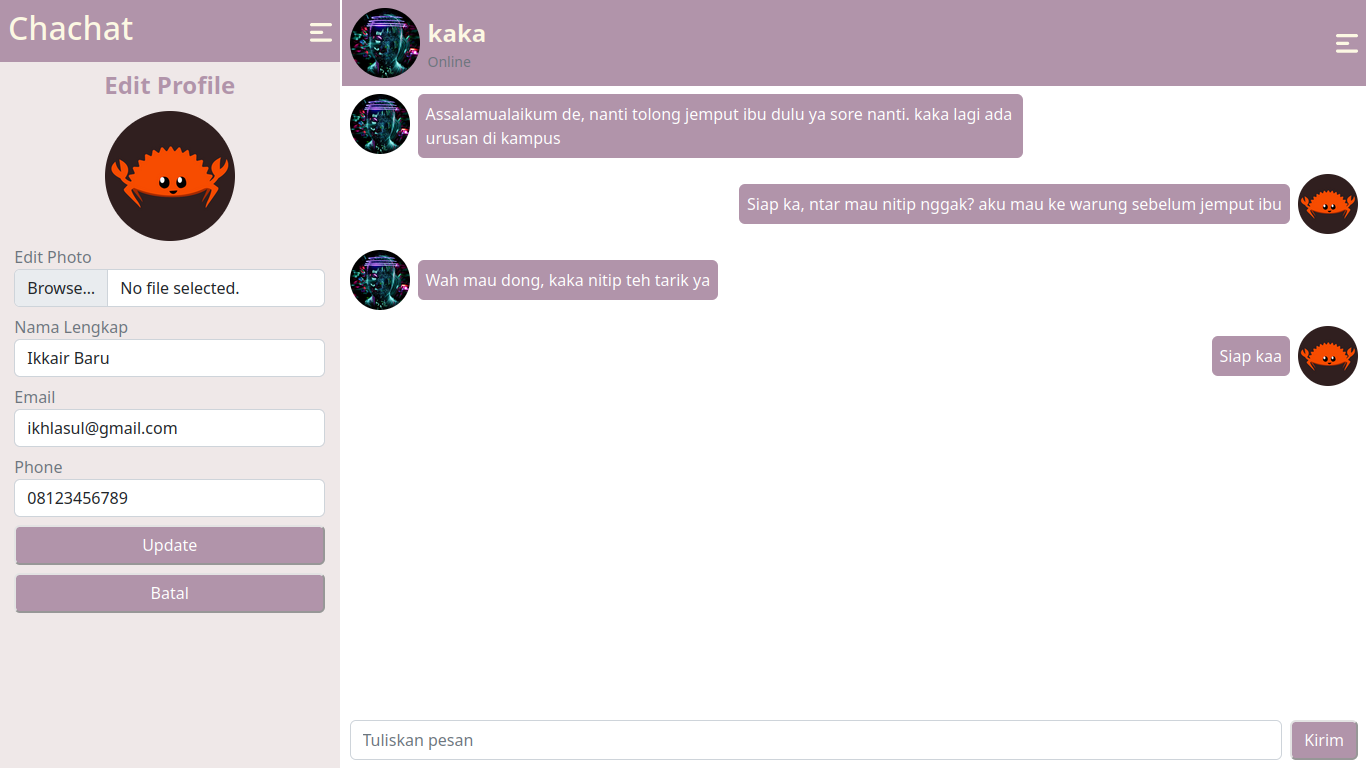 Chachat
Edit Profile
Edit Photo
Browse... No file selected.
Nama Lengkap
Ikkair Baru
Email
ikhlasul@gmail.com
Phone
08123456789
Update
Batal
kaka
Online
Assalamualaikum de, nanti tolong jemput ibu dulu ya sore nanti. kaka lagi ada
urusan di kampus
Siap ka, ntar mau nitip nggak? aku mau ke warung sebelum jemput ibu
Wah mau dong, kaka nitip teh tarik ya
Siap kaa
Tuliskan pesan
Kirim